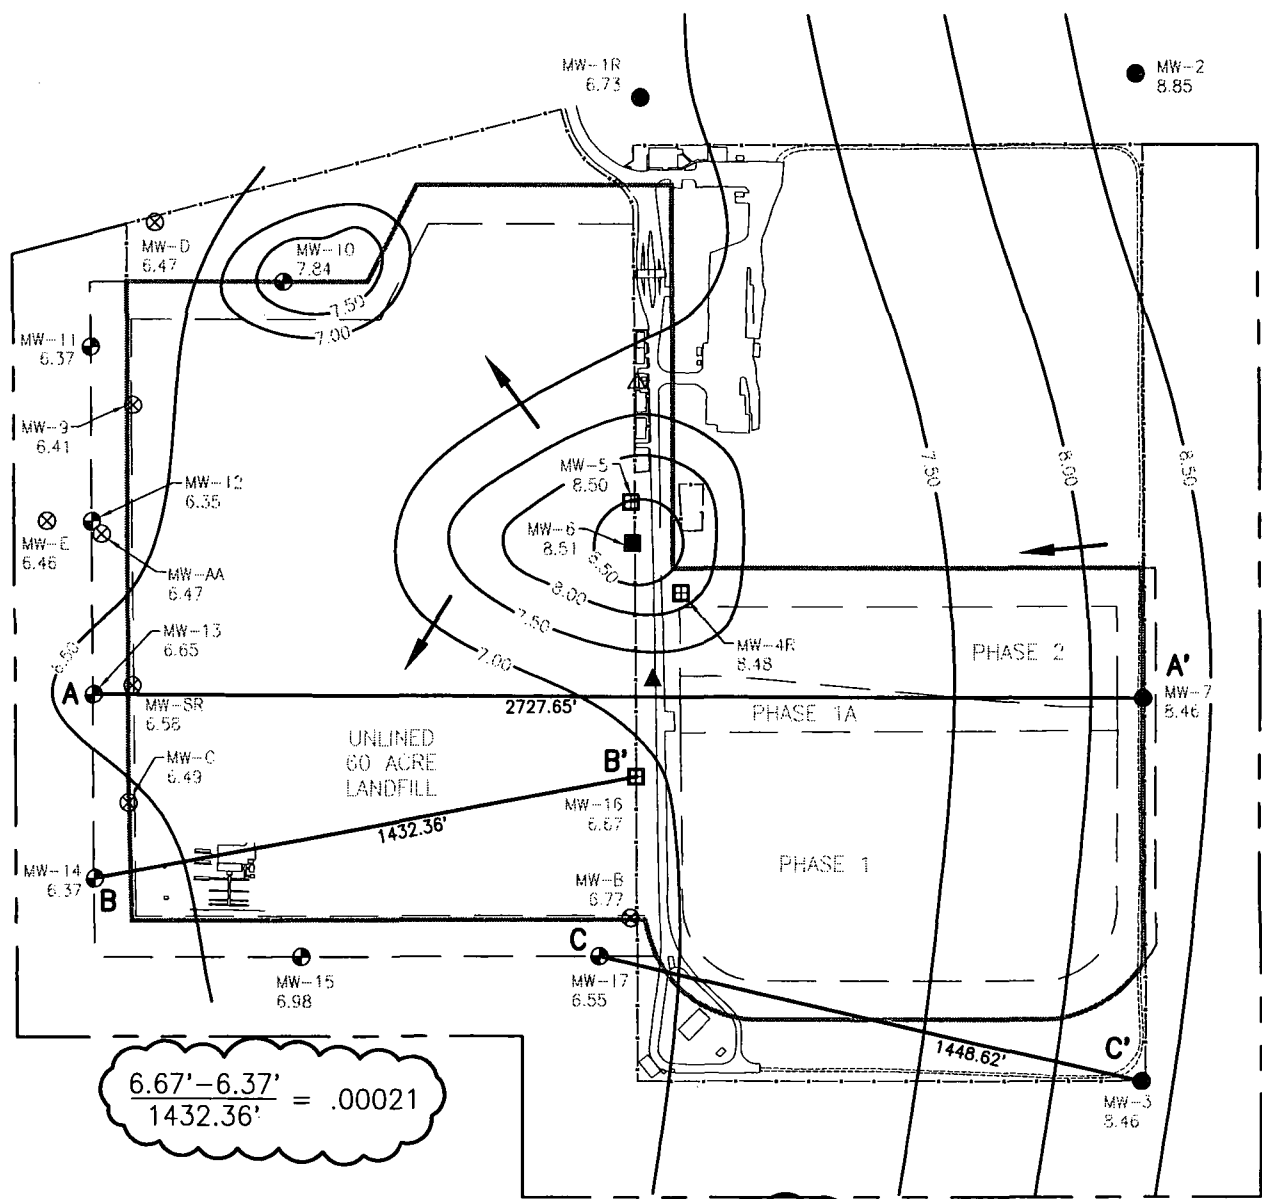 MW-1R
6.73
MW-2
8.85
MW-D
6.47
MW-10
7.84
7.50
7.00
MW-11
6.37
MW-9
6.41
MW-12
6.35
MW-E
6.46
MW-AA
6.47
MW-5
8.50
MW-6
8.51
8.50
8.00
7.50
7.00
MW-4R
8.48
7.50
8.00
8.50
MW-13
6.65
6.50
A
MW-SR
6.58
2727.65'
PHASE 2
PHASE 1A
A'
MW-7
8.46
UNLINED
60 ACRE
LANDFILL
MW-C
6.49
B'
MW-16
6.67
1432.36'
MW-14
6.37
B
PHASE 1
MW-B
6.77
C
MW-15
6.98
MW-17
6.55
1448.62'
C'
MW-3
8.46
6.67'-6.37'
1432.36'
= .00021